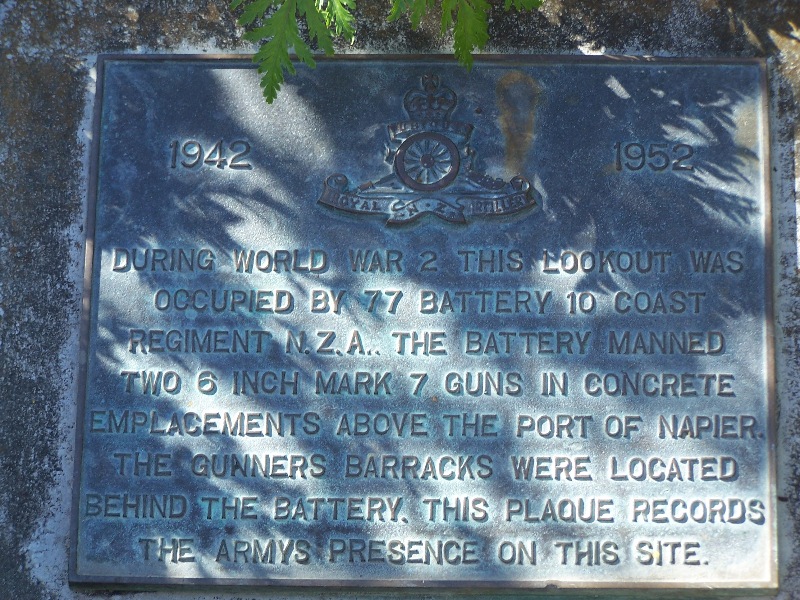 1942
1952
ROYAL N.Z. ARTILLERY
DURING WORLD WAR 2 THIS LOOKOUT WAS
OCCUPIED BY 77 BATTERY 10 COAST
REGIMENT N.Z.A.. THE BATTERY MANNED
TWO 6 INCH MARK 7 GUNS IN CONCRETE
EMPLACEMENTS ABOVE THE PORT OF NAPIER.
THE GUNNERS BARRACKS WERE LOCATED
BEHIND THE BATTERY. THIS PLAQUE RECORDS
THE ARMYS PRESENCE ON THIS SITE.